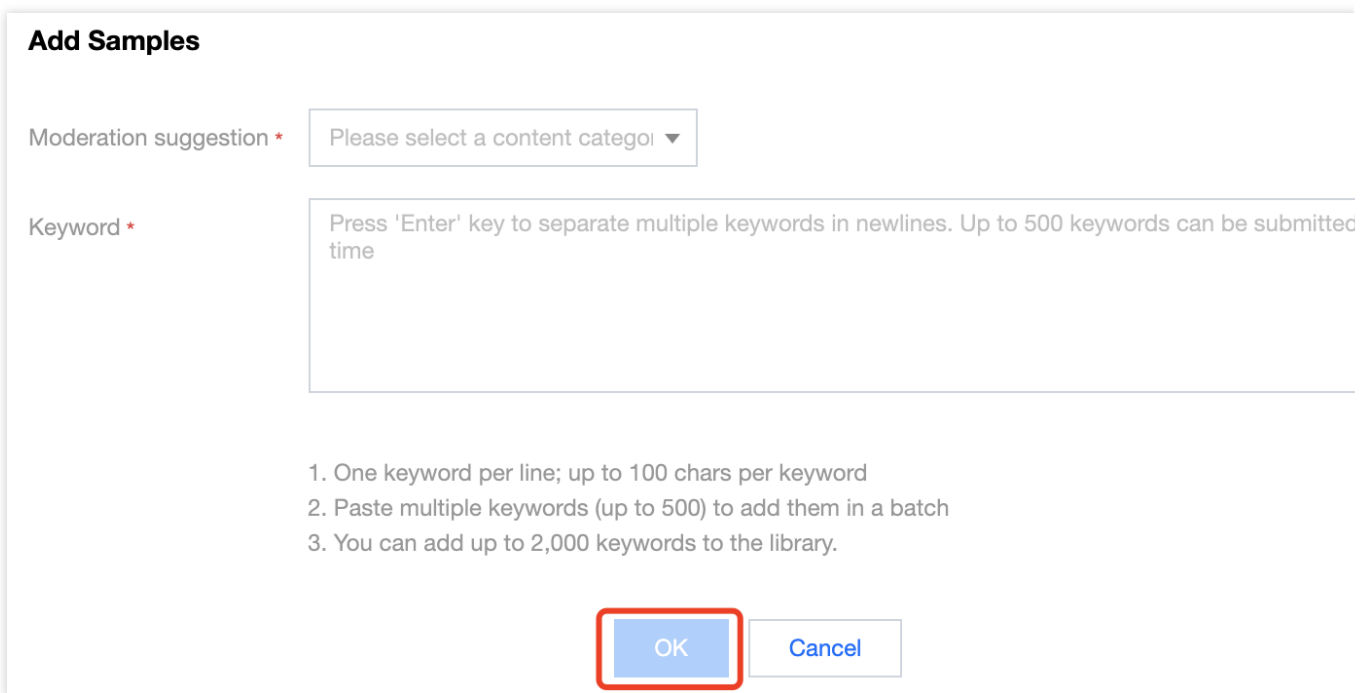 Add Samples
Moderation suggestion *
Please select a content categor
Keyword *
Press 'Enter' key to separate multiple keywords in newlines. Up to 500 keywords can be submitted
time
1. One keyword per line; up to 100 chars per keyword
2. Paste multiple keywords (up to 500) to add them in a batch
3. You can add up to 2,000 keywords to the library.
OK
Cancel